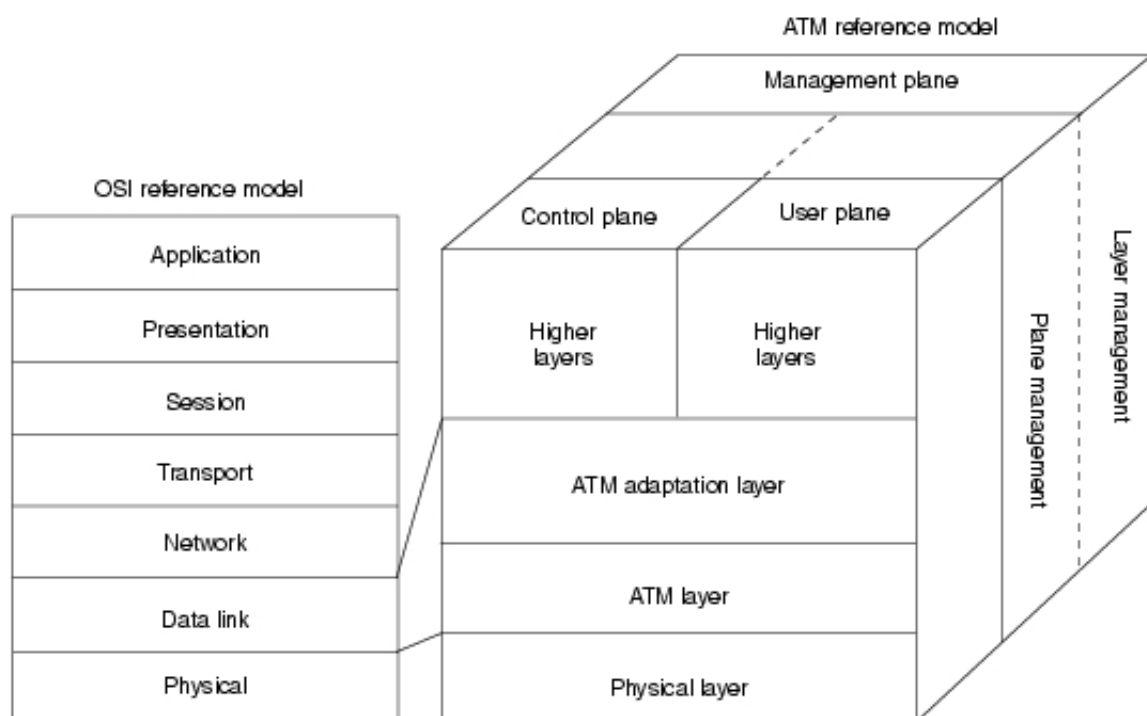 ATM reference model
Management plane
OSI reference model
Control plane
User plane
Application
Presentation
Session
Transport
Network
Data link
Physical
Higher
layers
Higher
layers
Plane management
Layer management
ATM adaptation layer
ATM layer
Physical layer